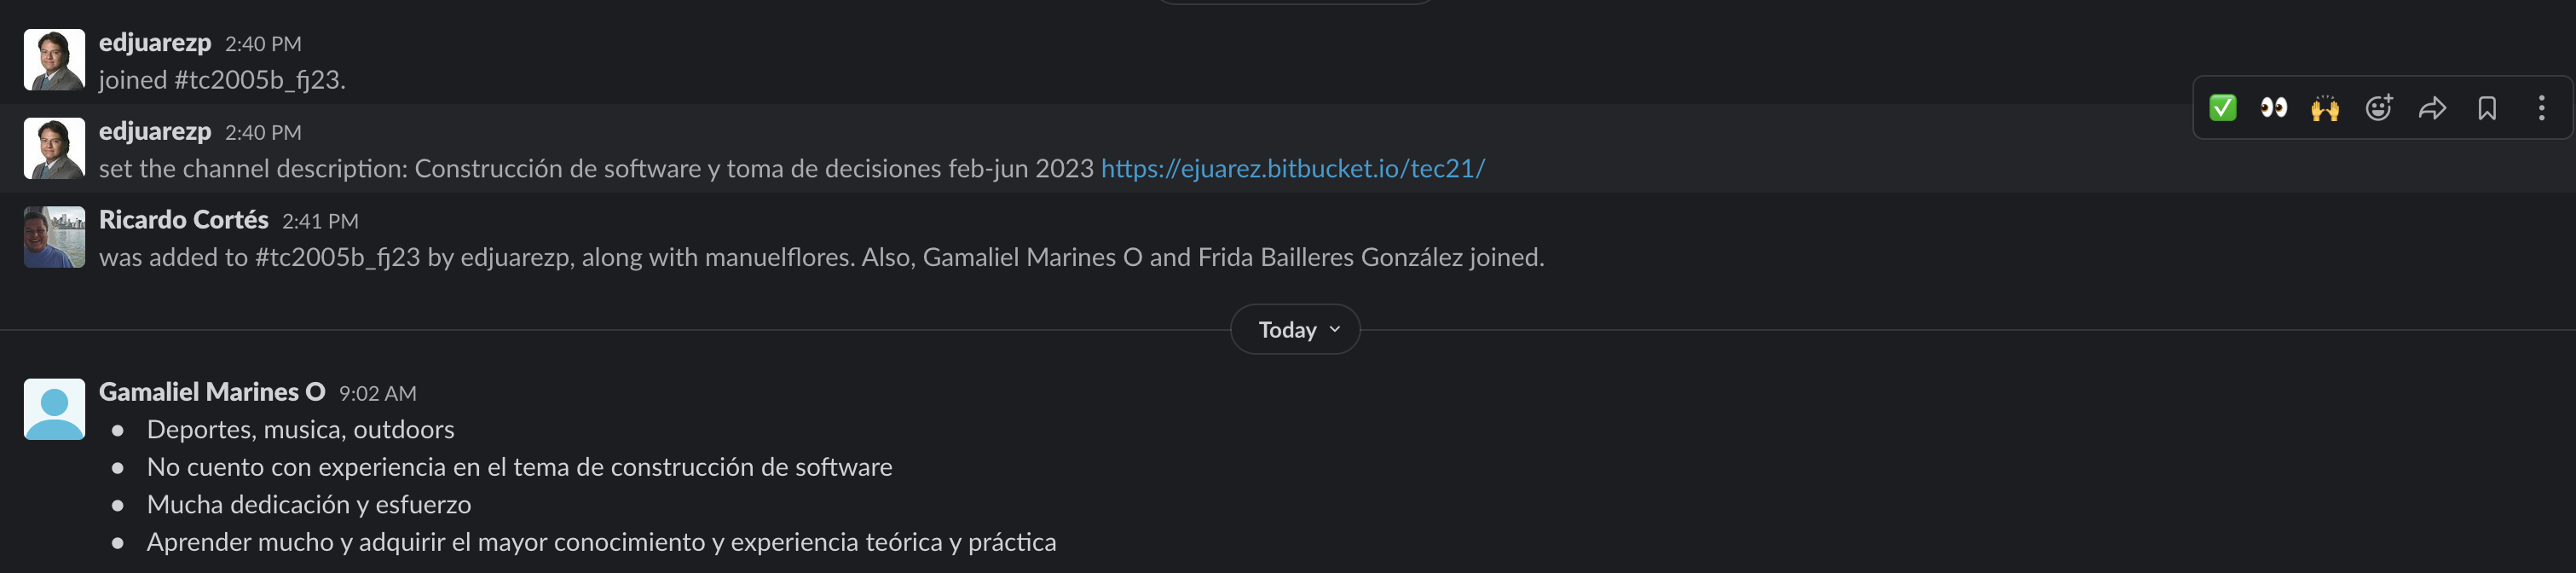 edjuarezp 2:40 PM
joined #tc2005b_fj23.
edjuarezp 2:40 PM
set the channel description: Construcción de software y toma de decisiones feb-jun 2023 https://ejuarez.bitbucket.io/tec21/
Ricardo Cortés 2:41 PM
was added to #tc2005b_fj23 by edjuarezp, along with manuelflores. Also, Gamaliel Marines O and Frida Bailleres González joined.
Today
Gamaliel Marines O 9:02 AM
● Deportes, musica, outdoors
● No cuento con experiencia en el tema de construcción de software
● Mucha dedicación y esfuerzo
● Aprender mucho y adquirir el mayor conocimiento y experiencia teórica y práctica